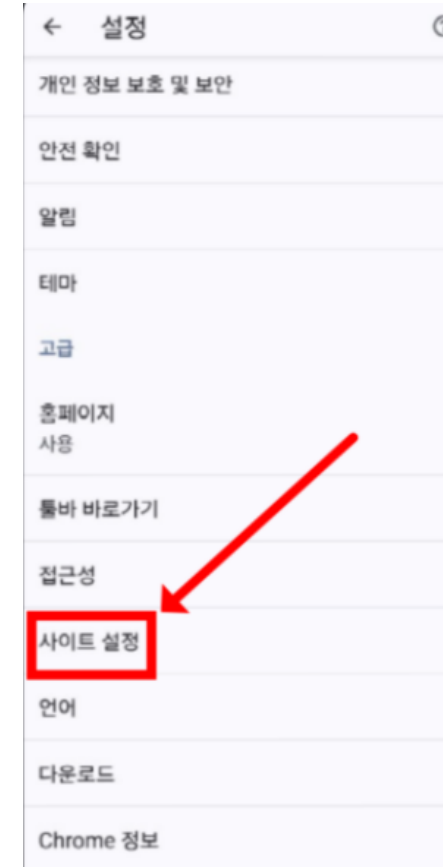 설정
개인 정보 보호 및 보안
안전 확인
알림
테마
고급
홈페이지
사용
툴바 바로가기
접근성
사이트 설정
언어
다운로드
Chrome 정보